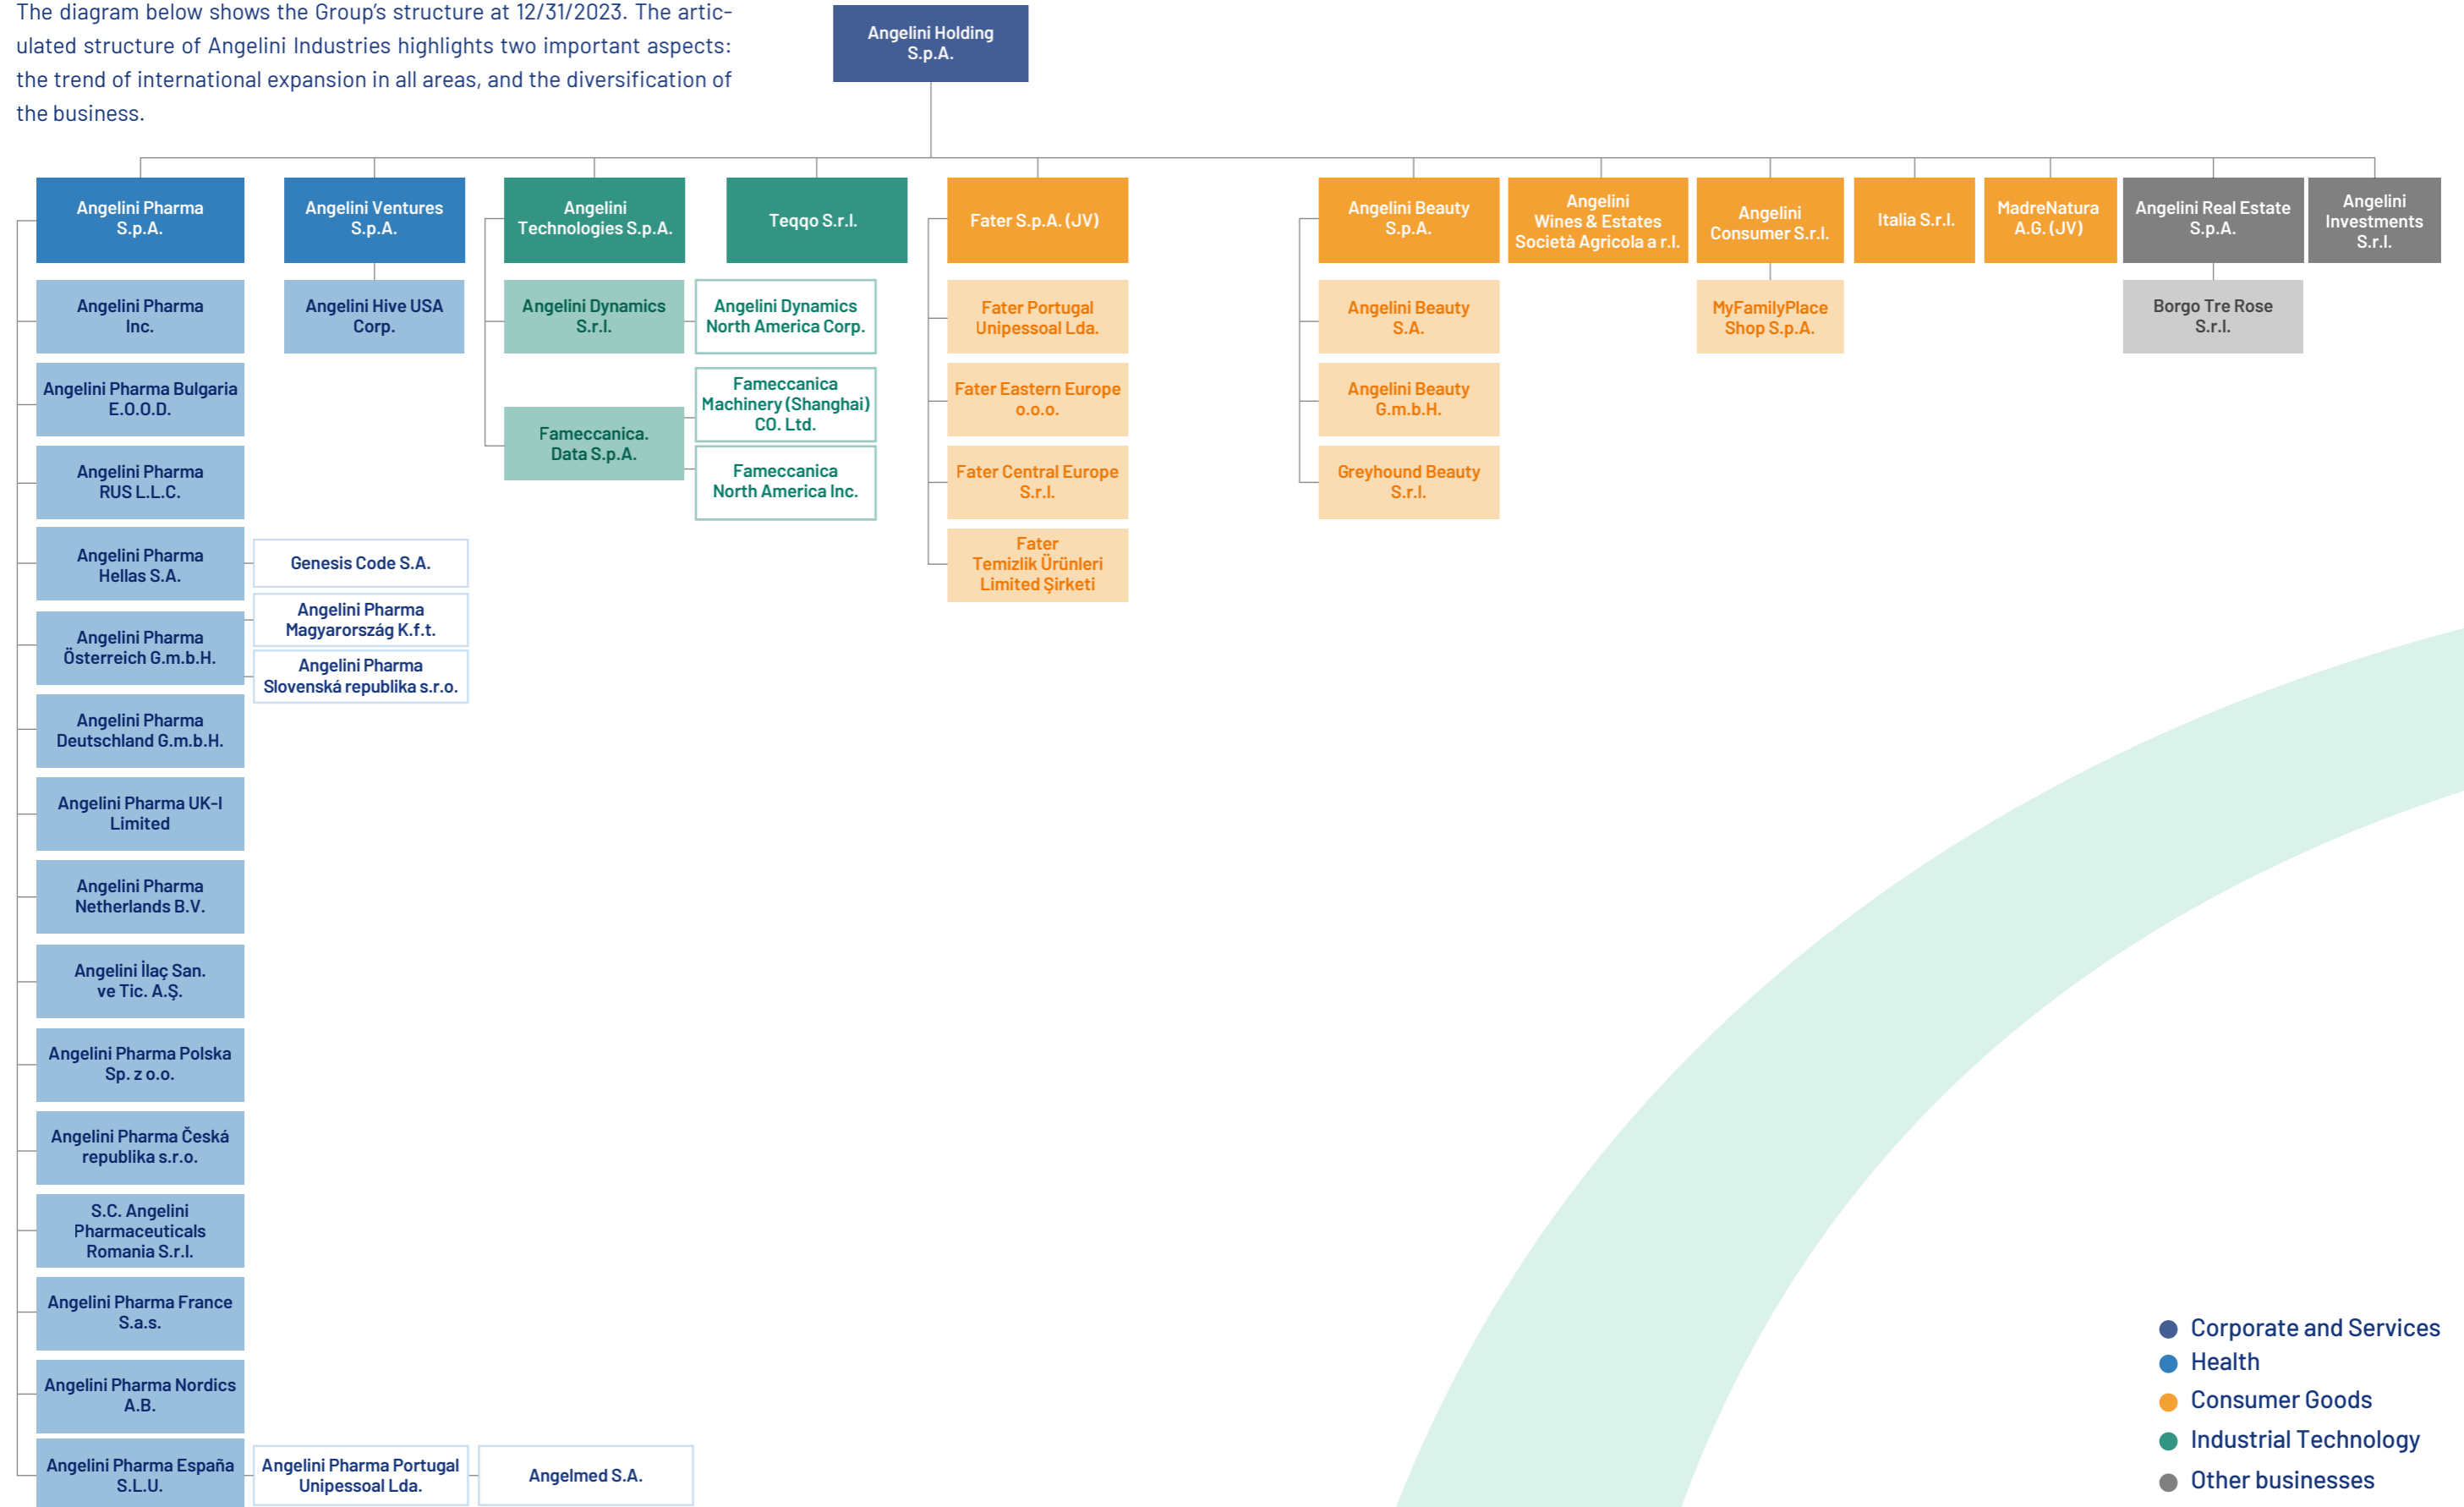 The diagram below shows the Group's structure at 12/31/2023. The artic-
ulated structure of Angelini Industries highlights two important aspects:
the trend of international expansion in all areas, and the diversification of
the business.
Angelini Holding
S.p.A.
Angelini Pharma
S.p.A.
Angelini Ventures
S.p.A.
Angelini
Technologies S.p.A.
Teqqo S.r.l.
Fater S.p.A. (JV)
Angelini Beauty
S.p.A.
Angelini
Wines & Estates
Società Agricola a r.l.
Angelini
Consumer S.r.l.
Italia S.r.l.
MadreNatura
A.G. (JV)
Angelini Real Estate
S.p.A.
Angelini
Investments
S.r.l.
Angelini Pharma
Inc.
Angelini Hive USA
Corp.
Angelini Dynamics
S.r.l.
Angelini Dynamics
North America Corp.
Fater Portugal
Unipessoal Lda.
Angelini Beauty
S.A.
MyFamilyPlace
Shop S.p.A.
Borgo Tre Rose
S.r.l.
Angelini Pharma Bulgaria
E.O.O.D.
Fameccanica
Machinery (Shanghai)
CO. Ltd.
Fater Eastern Europe
o.o.o.
Angelini Beauty
G.m.b.H.
Fameccanica.
Data S.p.A.
Angelini Pharma
RUS L.L.C.
Fameccanica
North America Inc.
Fater Central Europe
S.r.l.
Greyhound Beauty
S.r.l.
Angelini Pharma
Hellas S.A.
Genesis Code S.A.
Fater
Temizlik Ürünleri
Limited Şirketi
Angelini Pharma
Österreich G.m.b.H.
Angelini Pharma
Magyarország K.f.t.
Angelini Pharma
Slovenská republika s.r.o.
Angelini Pharma
Deutschland G.m.b.H.
Angelini Pharma UK-I
Limited
Angelini Pharma
Netherlands B.V.
Angelini İlaç San.
ve Tic. A.Ş.
Angelini Pharma Polska
Sp. z o.o.
Angelini Pharma Česká
republika s.r.o.
S.C. Angelini
Pharmaceuticals
Romania S.r.l.
Angelini Pharma France
S.a.s.
Angelini Pharma Nordics
A.B.
Angelini Pharma España
S.L.U.
Angelini Pharma Portugal
Unipessoal Lda.
Angelmed S.A.
Corporate and Services
Health
Consumer Goods
Industrial Technology
Other businesses